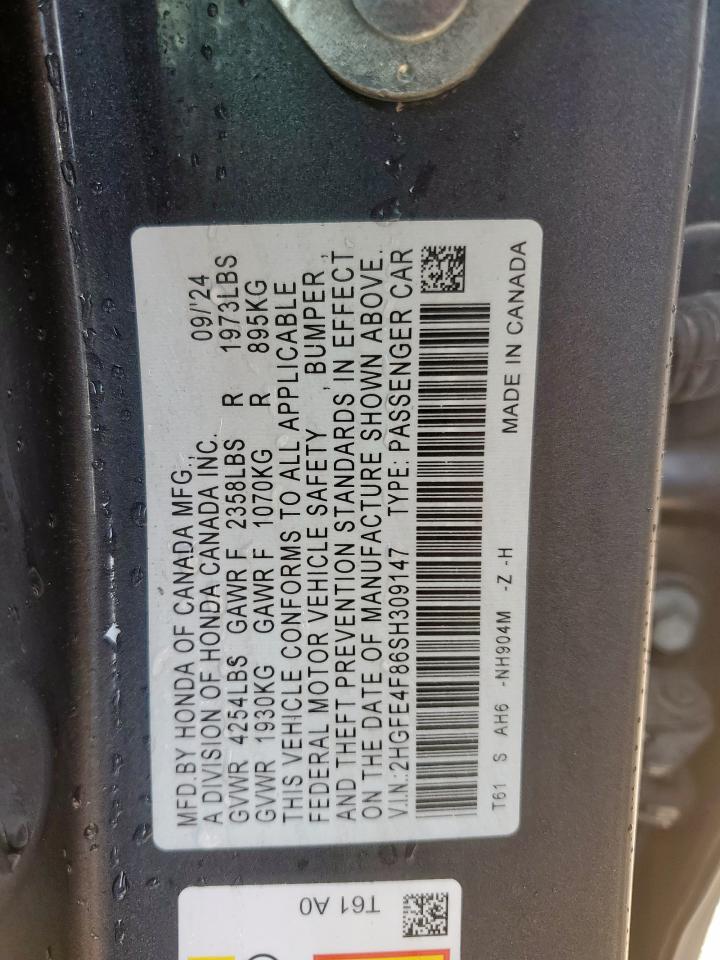 MFD.BY HONDA OF CANADA MFG., 09/'24
A DIVISION OF HONDA CANADA INC.
GVWR 4254LBS GAWR F 2358LBS R 1973LBS
GVWR 1930KG GAWR F 1070KG R 895KG
THIS VEHICLE CONFORMS TO ALL APPLICABLE
FEDERAL MOTOR VEHICLE SAFETY , BUMPER ,
AND THEFT PREVENTION STANDARDS IN EFFECT
ON THE DATE OF MANUFACTURE SHOWN ABOVE.
V.I.N.:2HGFE4F86SH309147 TYPE: PASSENGER CAR
T61 S AH6 -NH904M -Z -H MADE IN CANADA
T61 A0